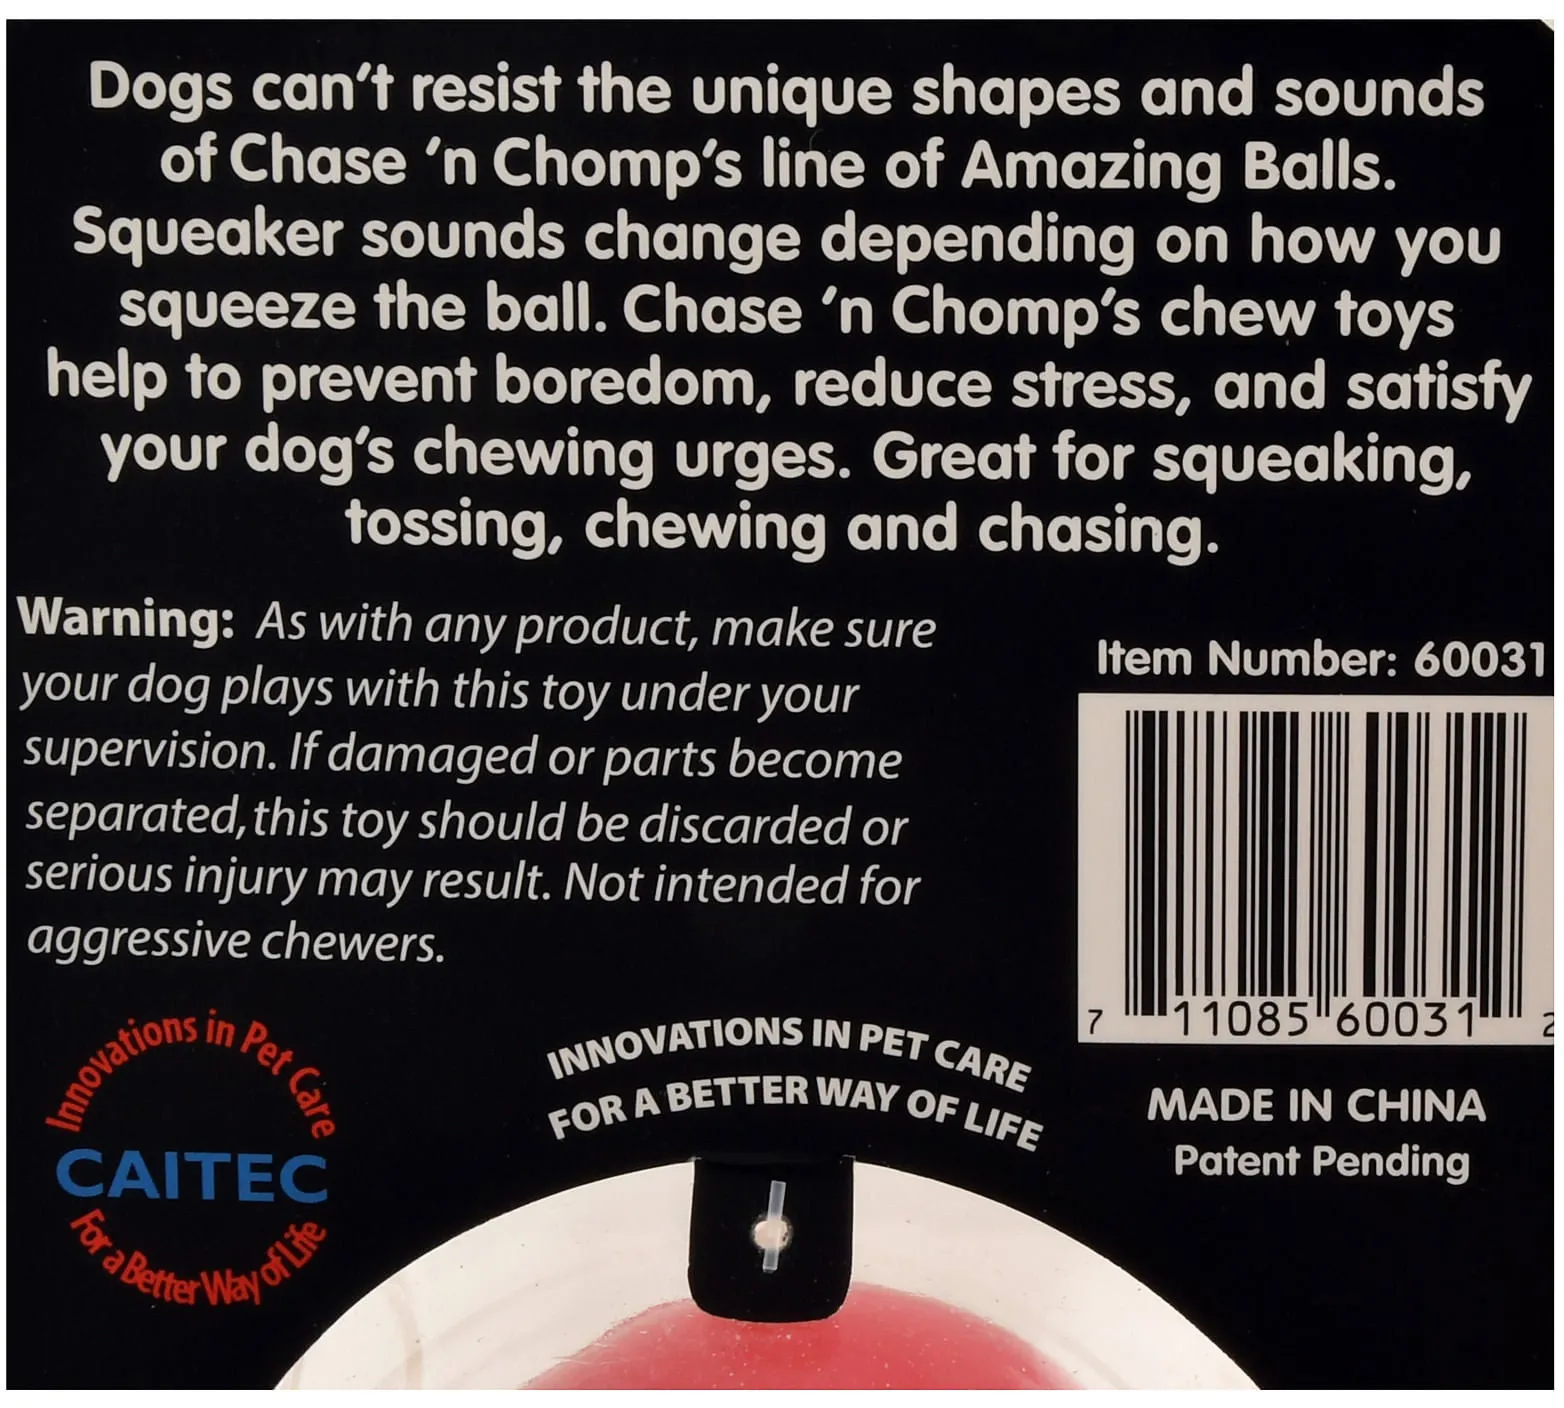 Dogs can't resist the unique shapes and sounds
of Chase 'n Chomp's line of Amazing Balls.
Squeaker sounds change depending on how you
squeeze the ball. Chase 'n Chomp's chew toys
help to prevent boredom, reduce stress, and satisfy
your dog's chewing urges. Great for squeaking,
tossing, chewing and chasing.
Warning: As with any product, make sure
your dog plays with this toy under your
supervision. If damaged or parts become
separated, this toy should be discarded or
serious injury may result. Not intended for
aggressive chewers.
Item Number: 60031
7 11085 60031 2
MADE IN CHINA
Patent Pending
Innovations in Pet Care
CAITEC
For a Better Way of Life
INNOVATIONS IN PET CARE
FOR A BETTER WAY OF LIFE